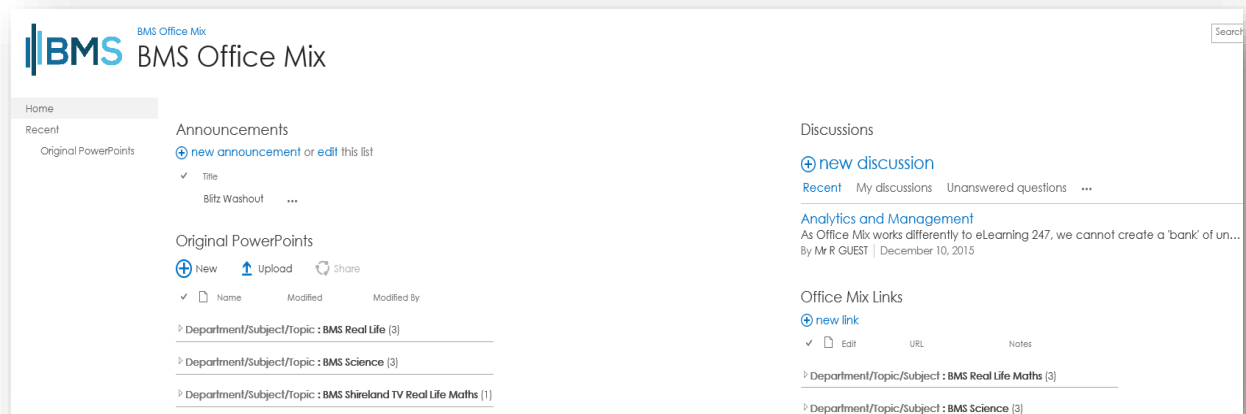 BMS
BMS Office Mix
BMS Office Mix
Search
Home
Recent
Original PowerPoints
Announcements
new announcement or edit this list
Title
Blitz Washout ...
Original PowerPoints
New Upload Share
Name Modified Modified By
Department/Subject/Topic : BMS Real Life (3)
Department/Subject/Topic : BMS Science (3)
Department/Subject/Topic : BMS Shireland TV Real Life Maths (1)
Discussions
new discussion
Recent My discussions Unanswered questions ...
Analytics and Management
As Office Mix works differently to eLearning 247, we cannot create a 'bank' of un...
By Mr R GUEST | December 10, 2015
Office Mix Links
new link
Edit URL Notes
Department/Topic/Subject : BMS Real Life Maths (3)
Department/Topic/Subject : BMS Science (3)